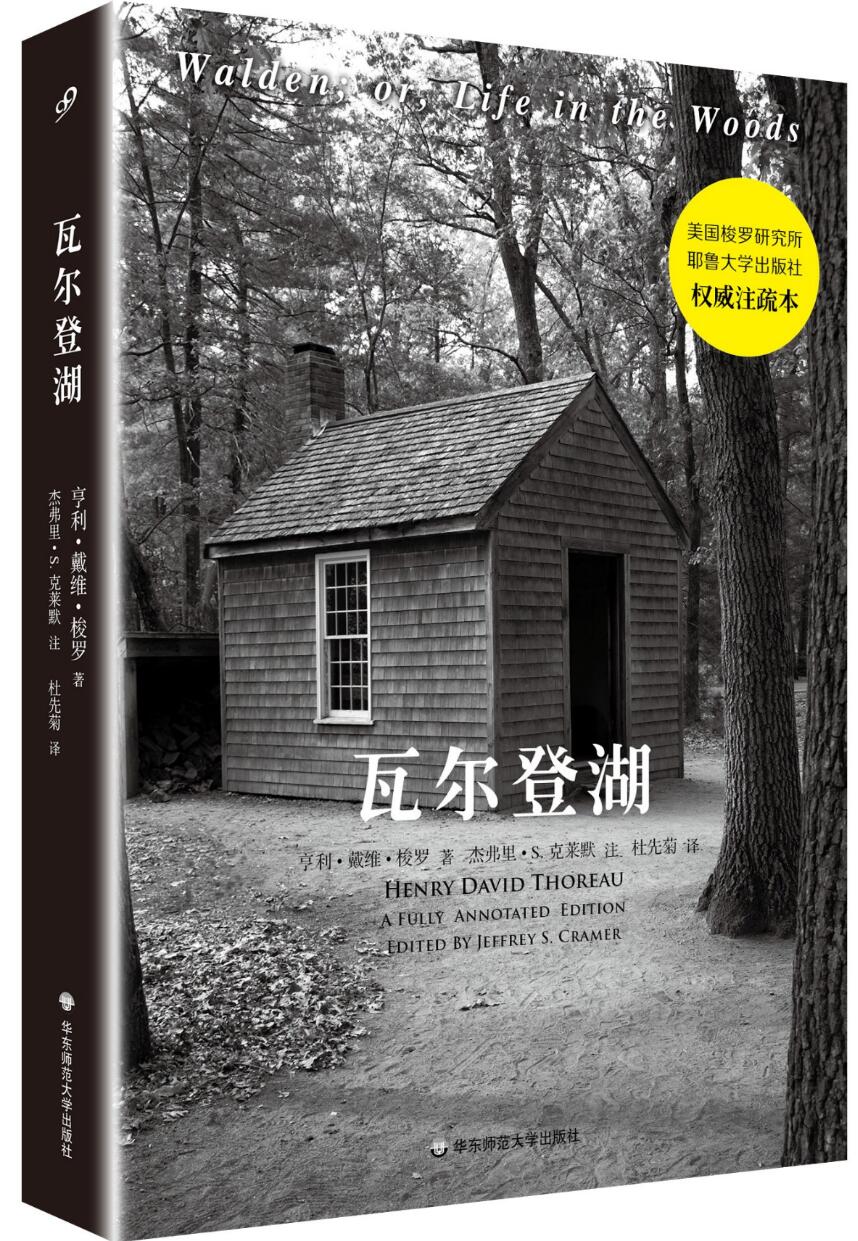 瓦尔登湖
亨利·戴维·梭罗 著
杰弗里·S.克莱默 注 杜先菊 译
华东师范大学出版社
Walden; or, Life in the Woods
美国梭罗研究所
耶鲁大学出版社
权威注疏本
瓦尔登湖
亨利·戴维·梭罗 著 杰弗里·S.克莱默 注 杜先菊 译
HENRY DAVID THOREAU
A FULLY ANNOTATED EDITION
EDITED BY JEFFREY S. CRAMER
华东师范大学出版社